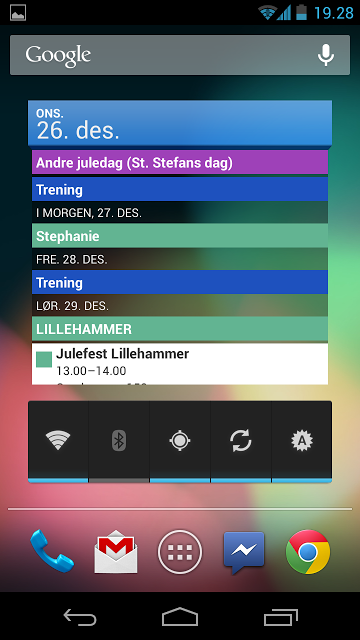 19.28
Google
ONS.
26. des.
Andre juledag (St. Stefans dag)
Trening
I MORGEN, 27. DES.
Stephanie
FRE. 28. DES.
Trening
LØR. 29. DES.
LILLEHAMMER
Julefest Lillehammer
13.00–14.00
A